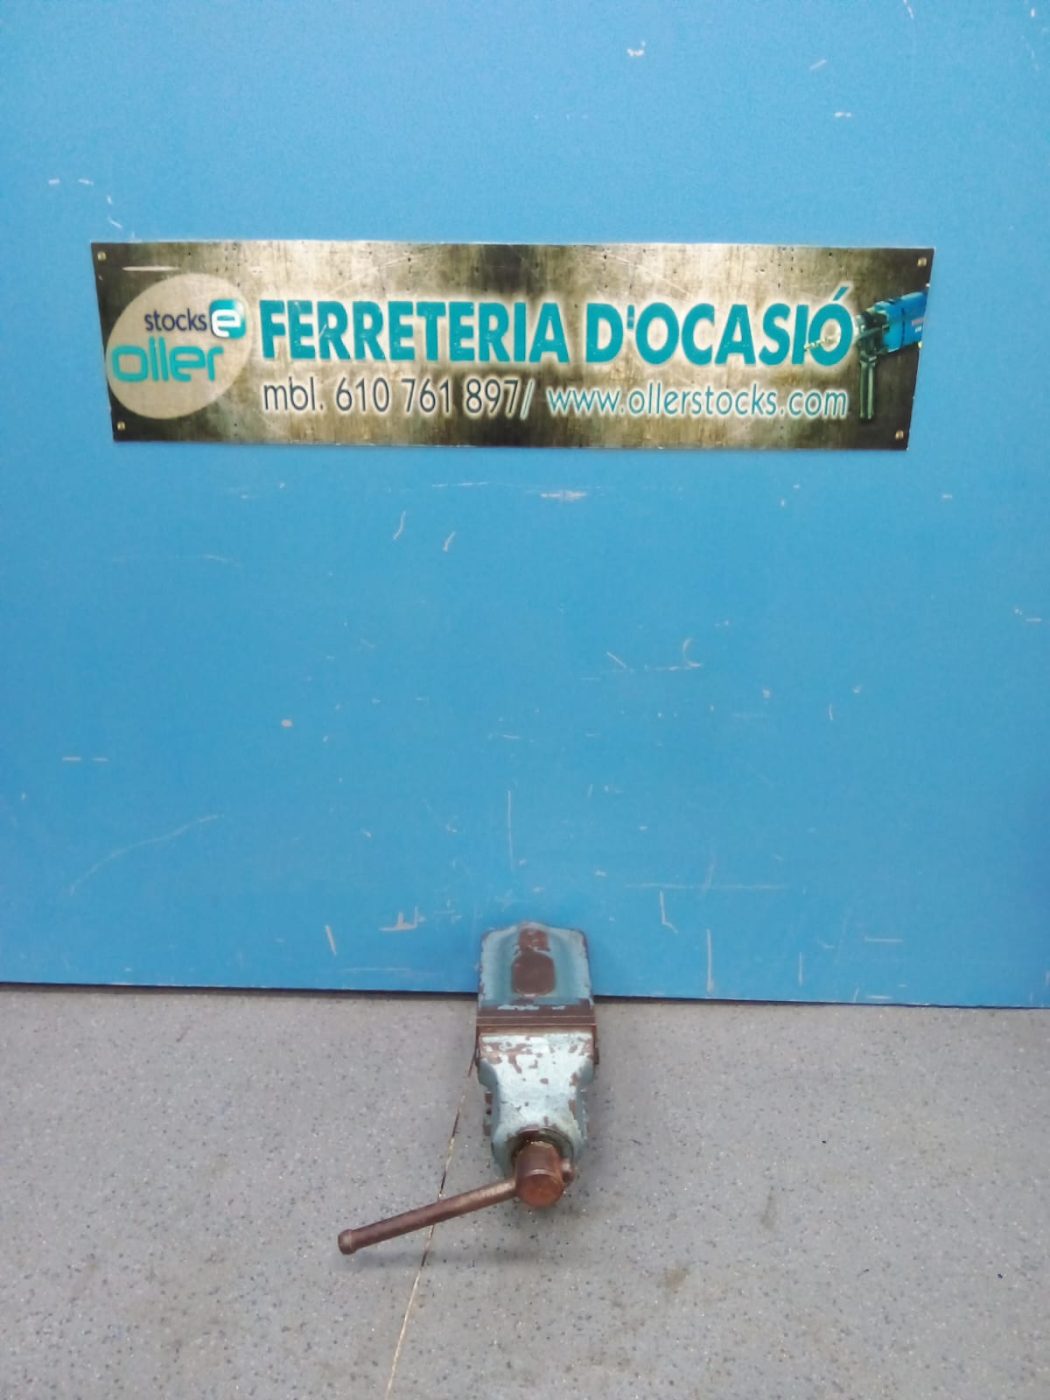 stocks e
oller
FERRETERIA D'OCASIÓ
mbl. 610 761 897/ www.ollerstocks.com